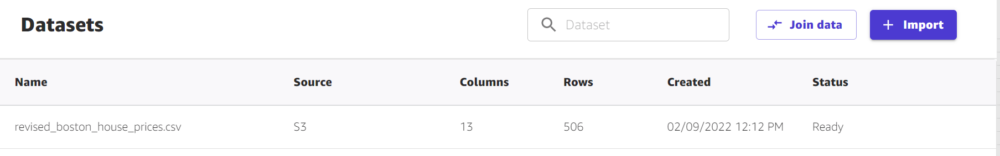 Datasets
Dataset
Join data
Import
Name Source Columns Rows Created Status
revised_boston_house_prices.csv S3 13 506 02/09/2022 12:12 PM Ready